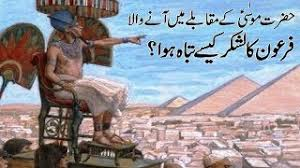 حضرت موسیٰؑ کے مقابلے میں آنے والا
فرعون کا لشکر کیسے تباہ ہوا؟